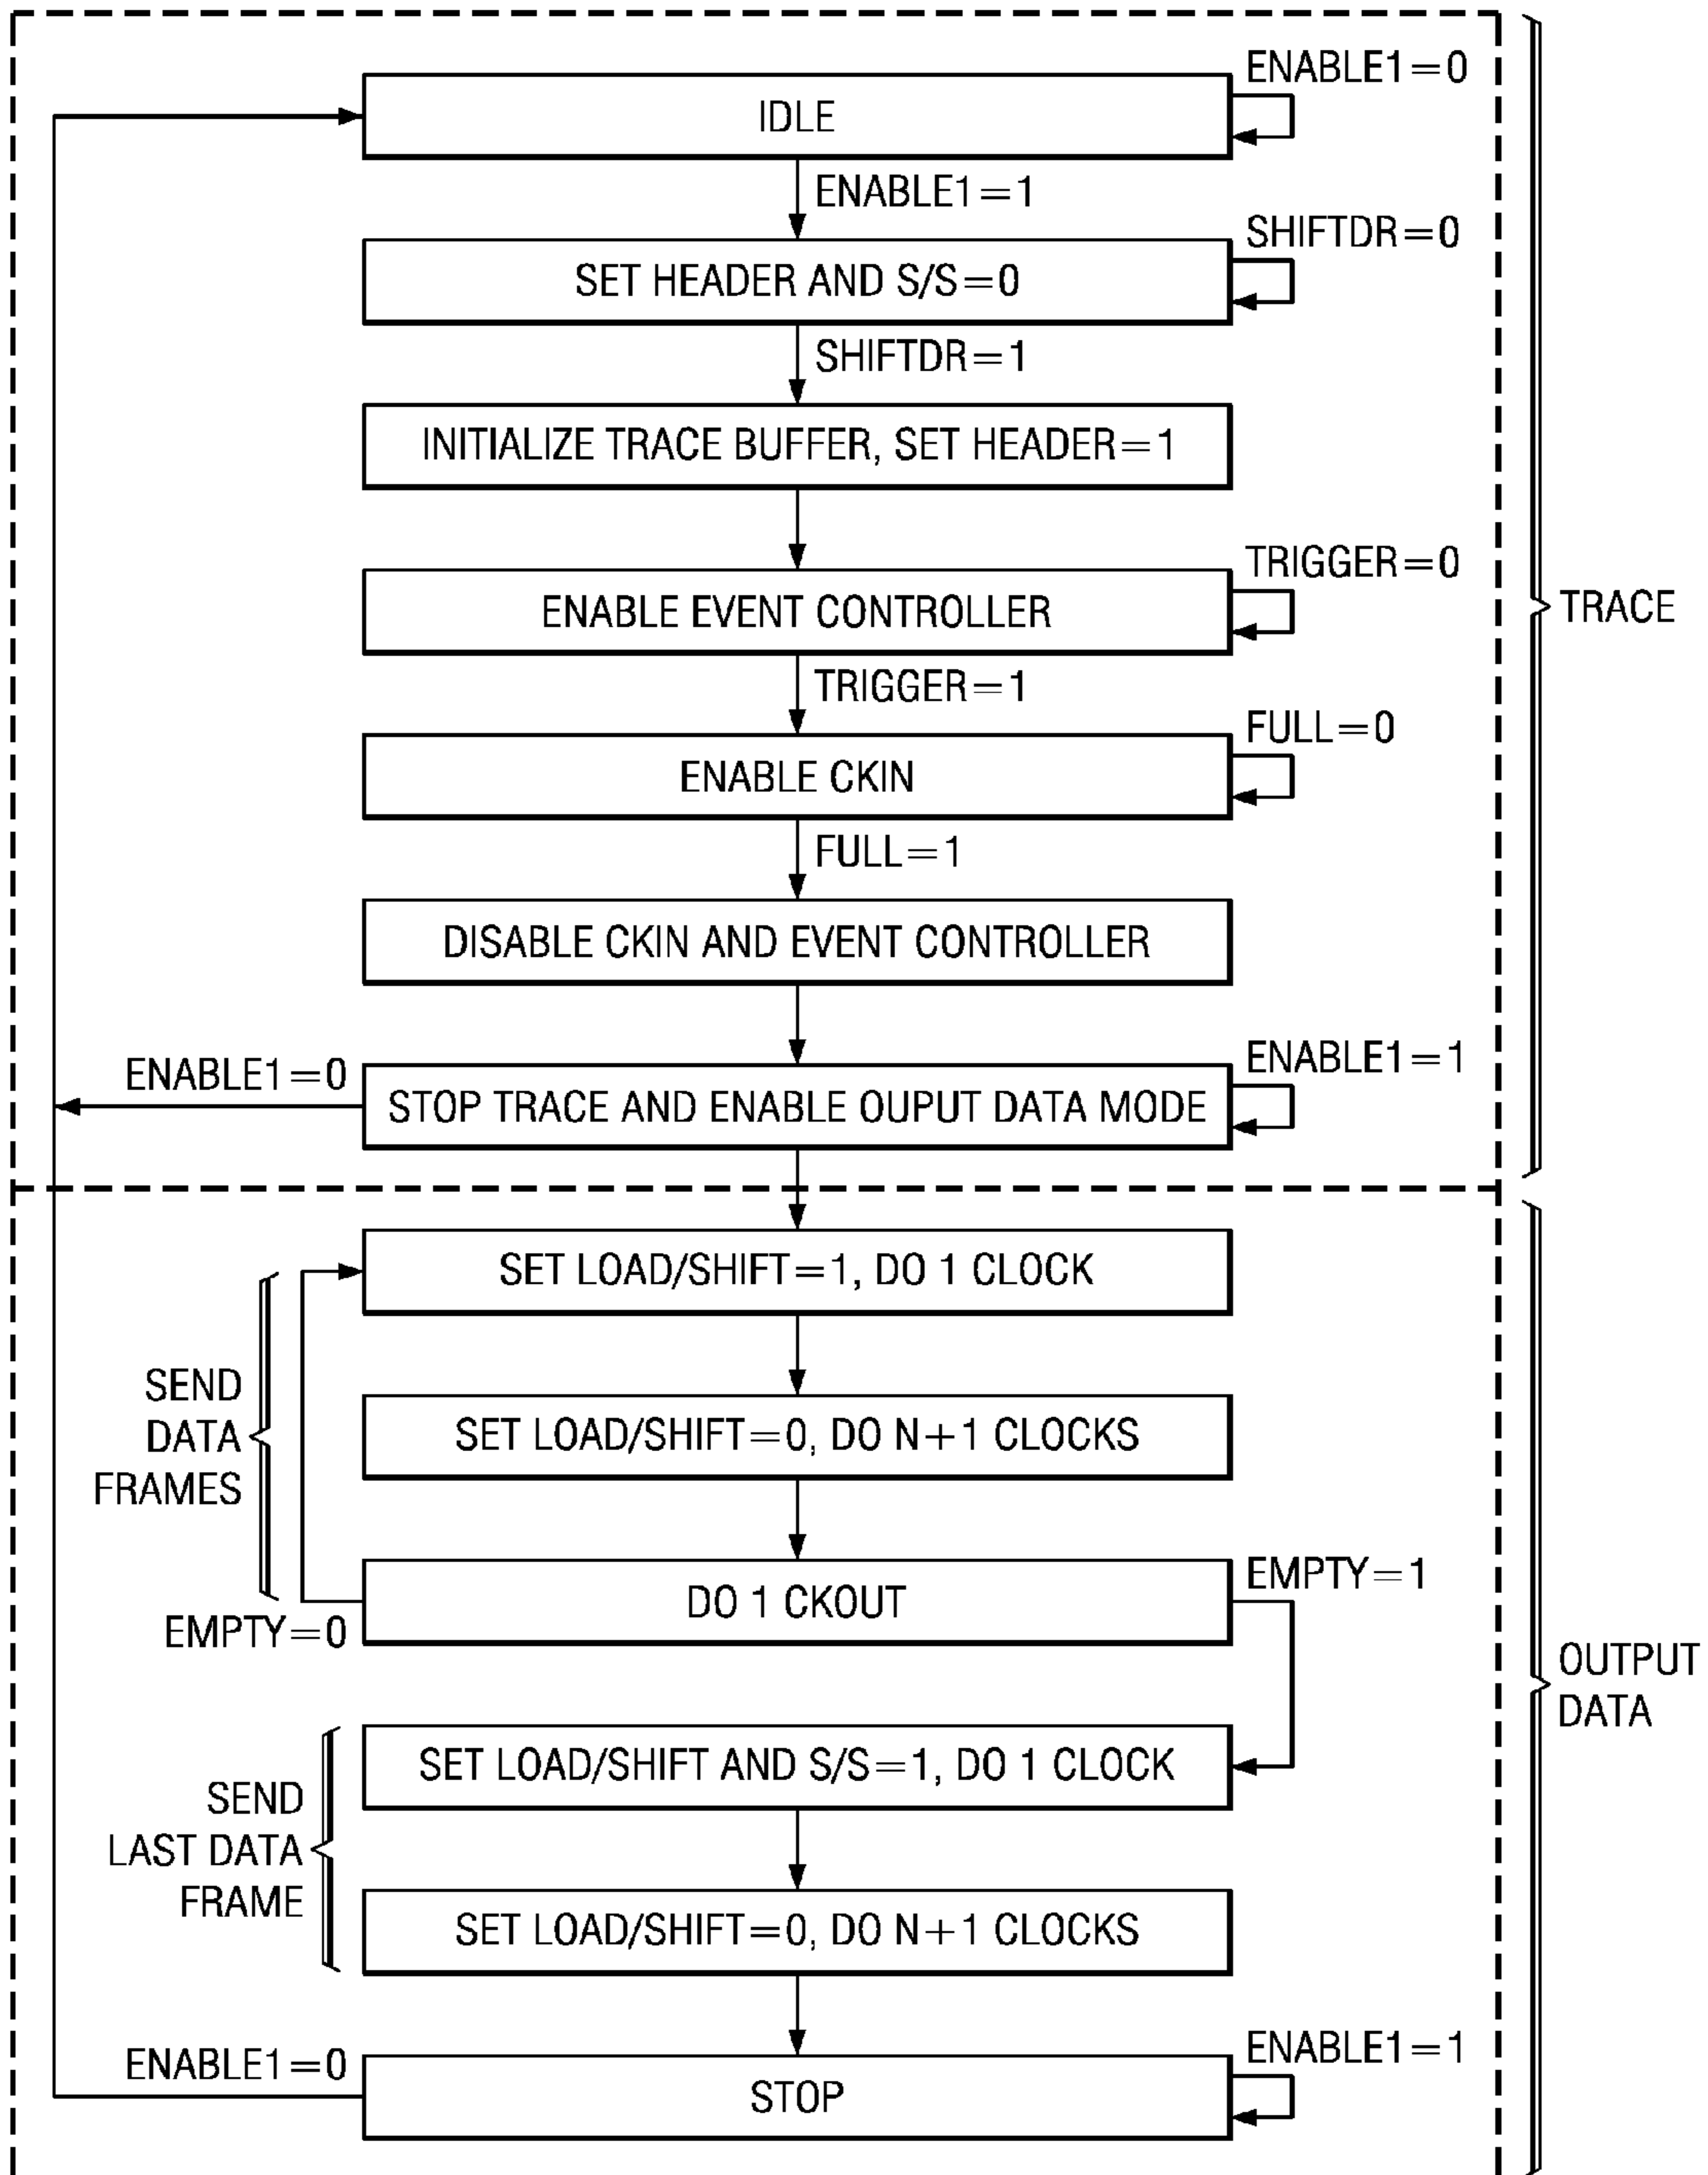 ENABLE1=0
IDLE
ENABLE1=1
SHIFTDR=0
SET HEADER AND S/S=0
SHIFTDR=1
INITIALIZE TRACE BUFFER, SET HEADER=1
TRIGGER=0
ENABLE EVENT CONTROLLER
TRACE
TRIGGER=1
FULL=0
ENABLE CKIN
FULL=1
DISABLE CKIN AND EVENT CONTROLLER
ENABLE1=0
ENABLE1=1
STOP TRACE AND ENABLE OUPUT DATA MODE
SET LOAD/SHIFT=1, DO 1 CLOCK
SEND
DATA
FRAMES
SET LOAD/SHIFT=0, DO N+1 CLOCKS
EMPTY=1
DO 1 CKOUT
EMPTY=0
OUTPUT
DATA
SET LOAD/SHIFT AND S/S=1, DO 1 CLOCK
SEND
LAST DATA
FRAME
SET LOAD/SHIFT=0, DO N+1 CLOCKS
ENABLE1=0
ENABLE1=1
STOP